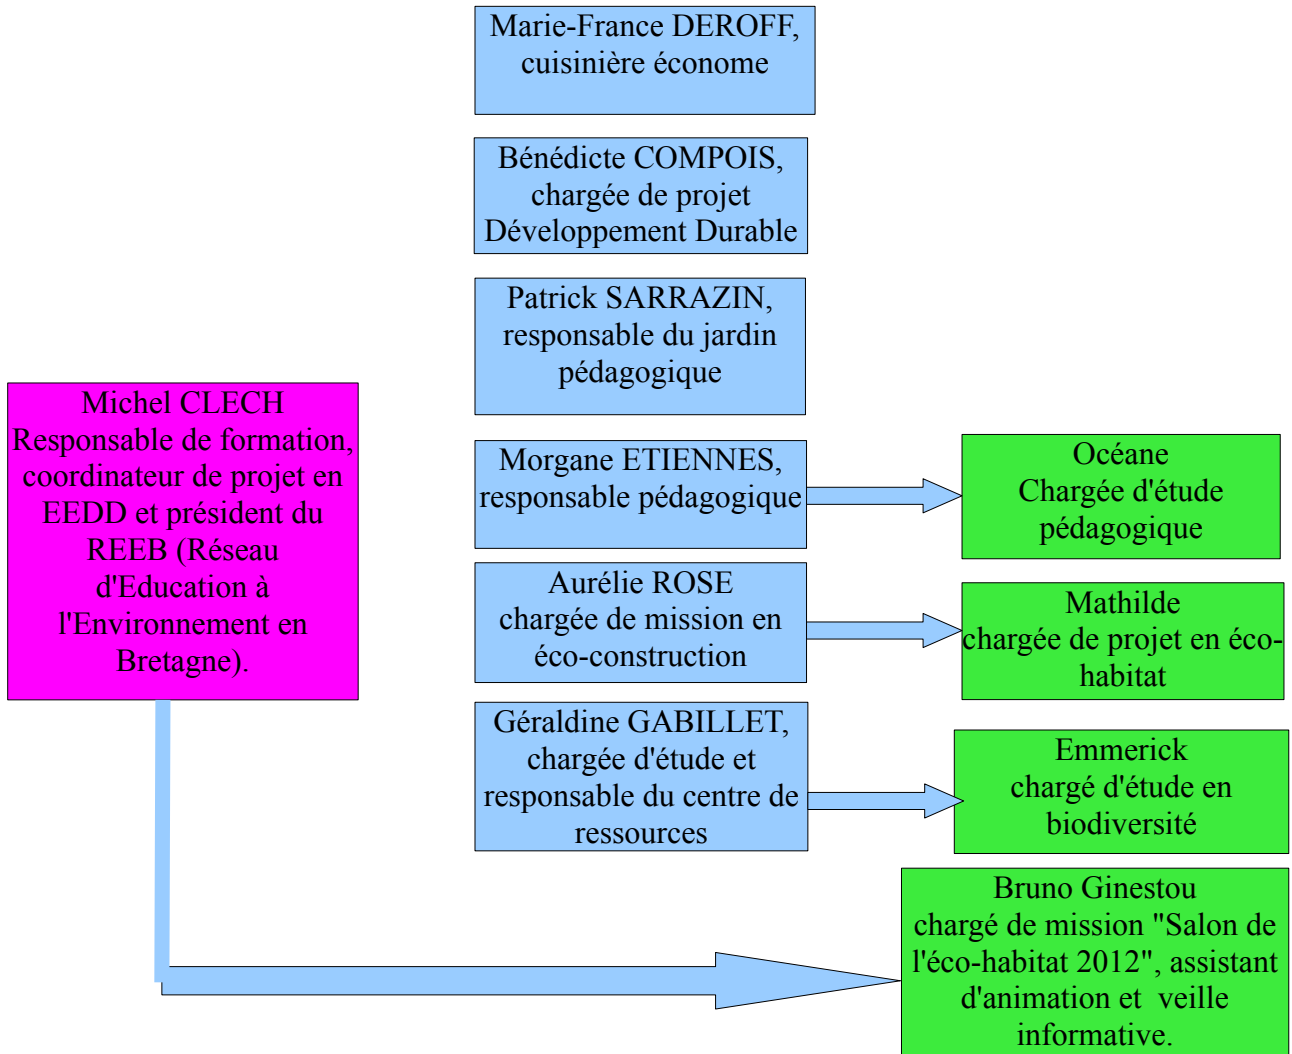 Marie-France DEROFF,
cuisinière économe
Bénédicte COMPOIS,
chargée de projet
Développement Durable
Patrick SARRAZIN,
responsable du jardin
pédagogique
Michel CLECH
Responsable de formation,
coordinateur de projet en
EEDD et président du
REEB (Réseau
d'Education à
l'Environnement en
Bretagne).
Morgane ETIENNES,
responsable pédagogique
Océane
Chargée d'étude
pédagogique
Aurélie ROSE
chargée de mission en
éco-construction
Mathilde
chargée de projet en éco-
habitat
Géraldine GABILLET,
chargée d'étude et
responsable du centre de
ressources
Emmerick
chargé d'étude en
biodiversité
Bruno Ginestou
chargé de mission "Salon de
l'éco-habitat 2012", assistant
d'animation et  veille
informative.